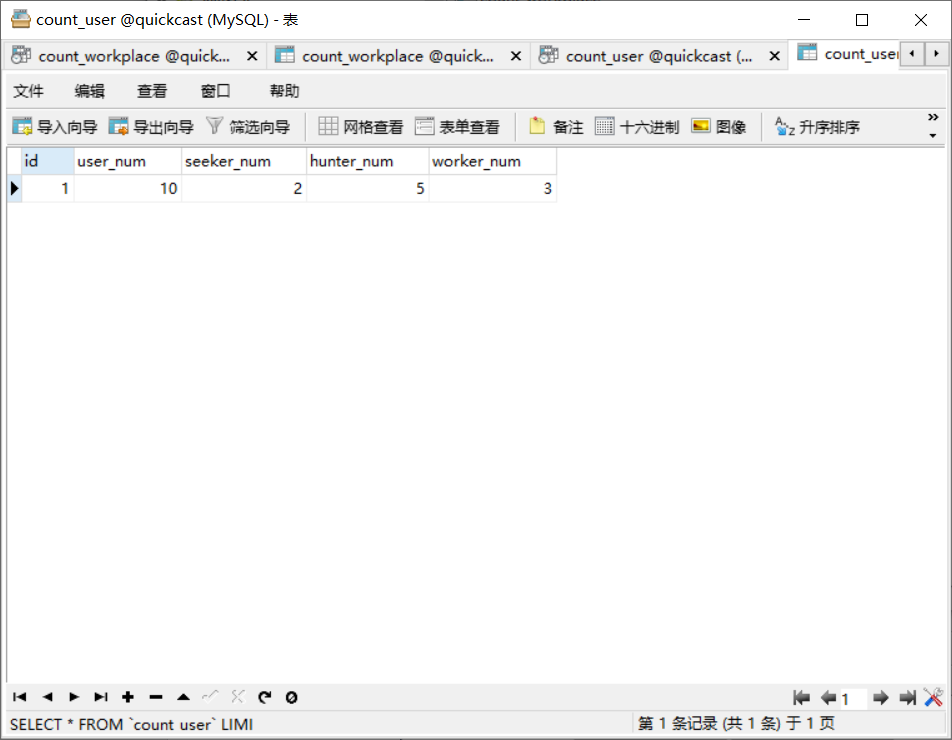 count_user @quickcast (MySQL) - 表
count_workplace @quick... count_workplace @quick... count_user @quickcast (... count_user
文件 编辑 查看 窗口 帮助
导入向导 导出向导 筛选向导 网格查看 表单查看 备注 十六进制 图像 升序排序
id user_num seeker_num hunter_num worker_num
1 10 2 5 3
1
SELECT * FROM `count user` LIMI 第 1 条记录 (共 1 条) 于 1 页